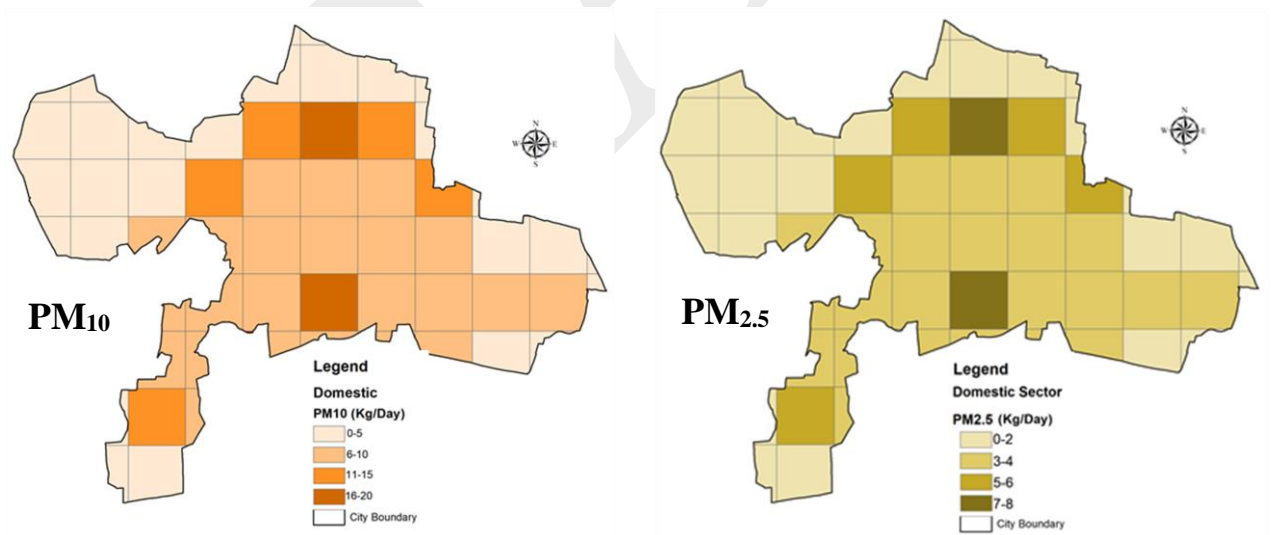 N
W E
S
PM10
Legend
Domestic
PM10 (Kg/Day)
0-5
6-10
11-15
16-20
City Boundary
N
W E
S
PM2.5
Legend
Domestic Sector
PM2.5 (Kg/Day)
0-2
3-4
5-6
7-8
City Boundary